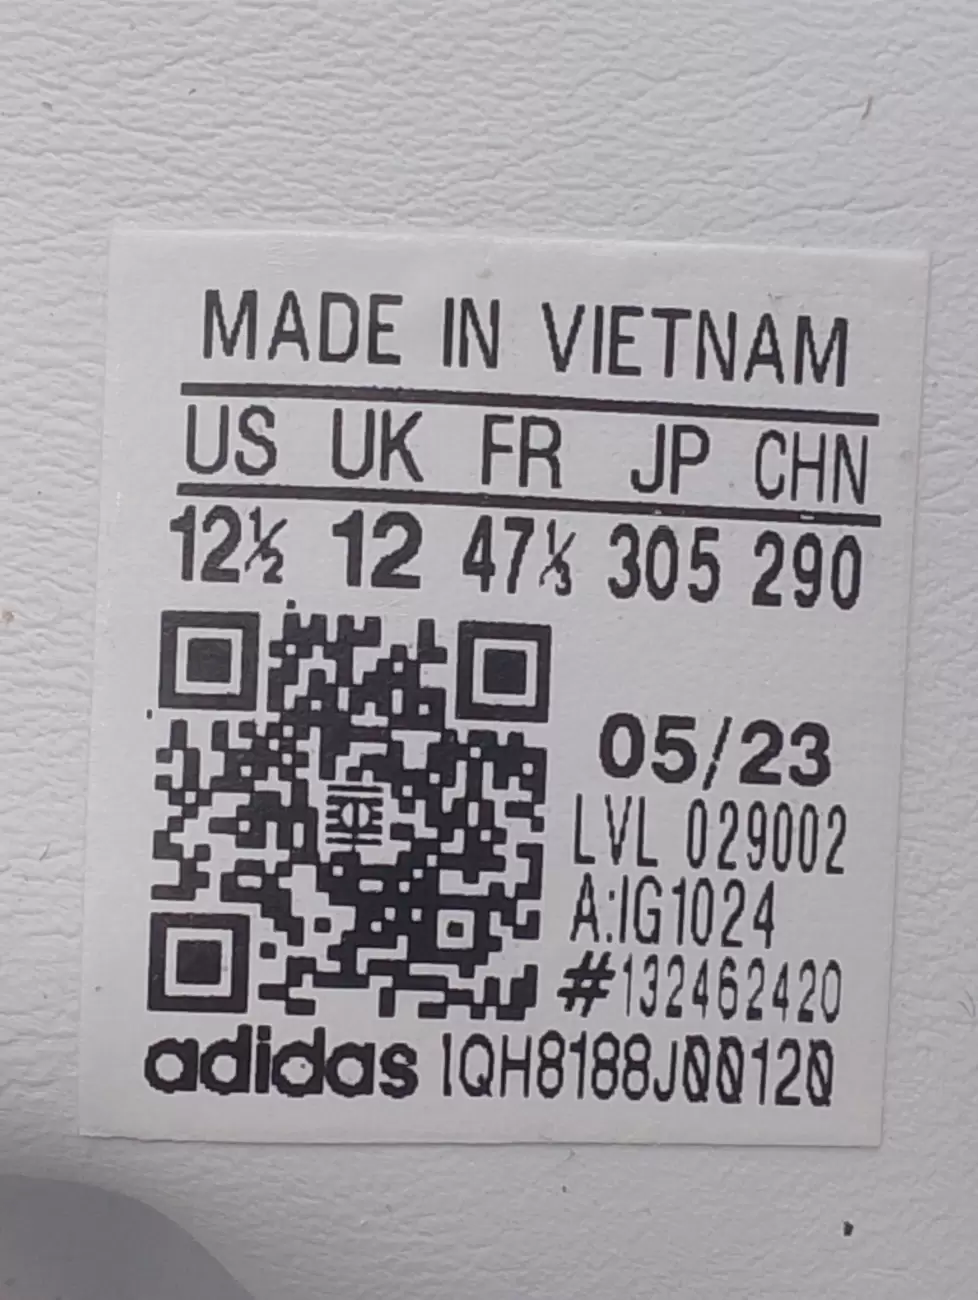 MADE IN VIETNAM
US UK FR JP CHN
12½ 12 47⅓ 305 290
05/23
LVL 029002
A:IG1024
#132462420
adidas 1QH8188J00120